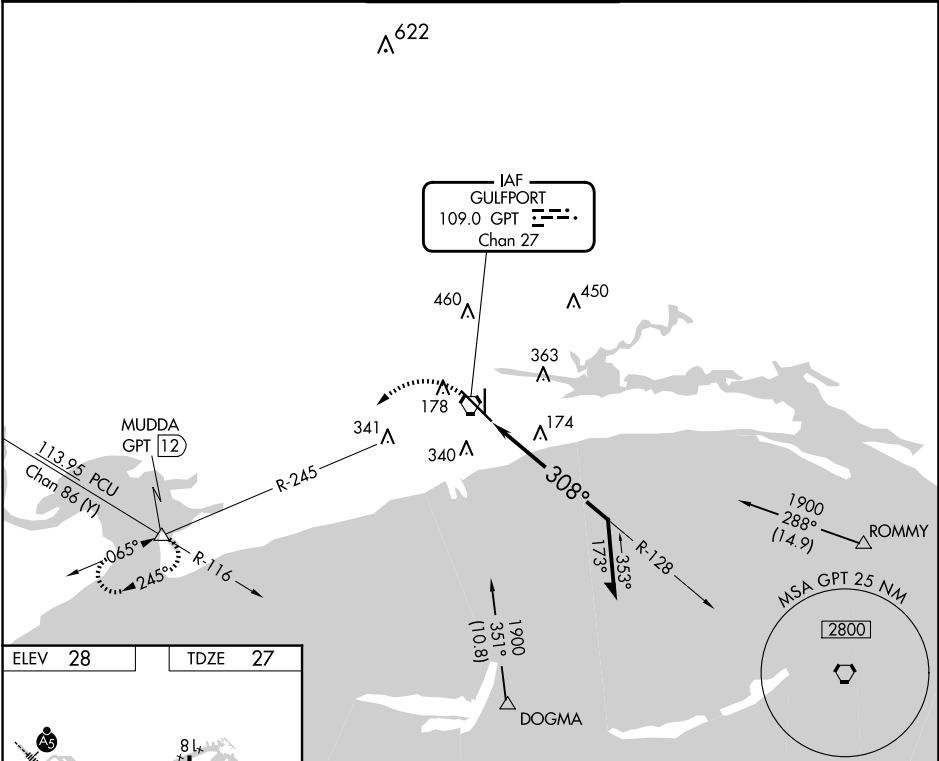 622
IAF
GULFPORT
109.0 GPT
Chan 27
460
450
363
178
174
341
340
MUDDA
GPT 12
113.95 PCU
Chan 86 (Y)
R-245
308°
065°
245°
R-116
173°
353°
R-128
1900
288°
(14.9)
ROMMY
1900
351°
(10.8)
DOGMA
MSA GPT 25 NM
2800
ELEV 28
TDZE 27
A5
81